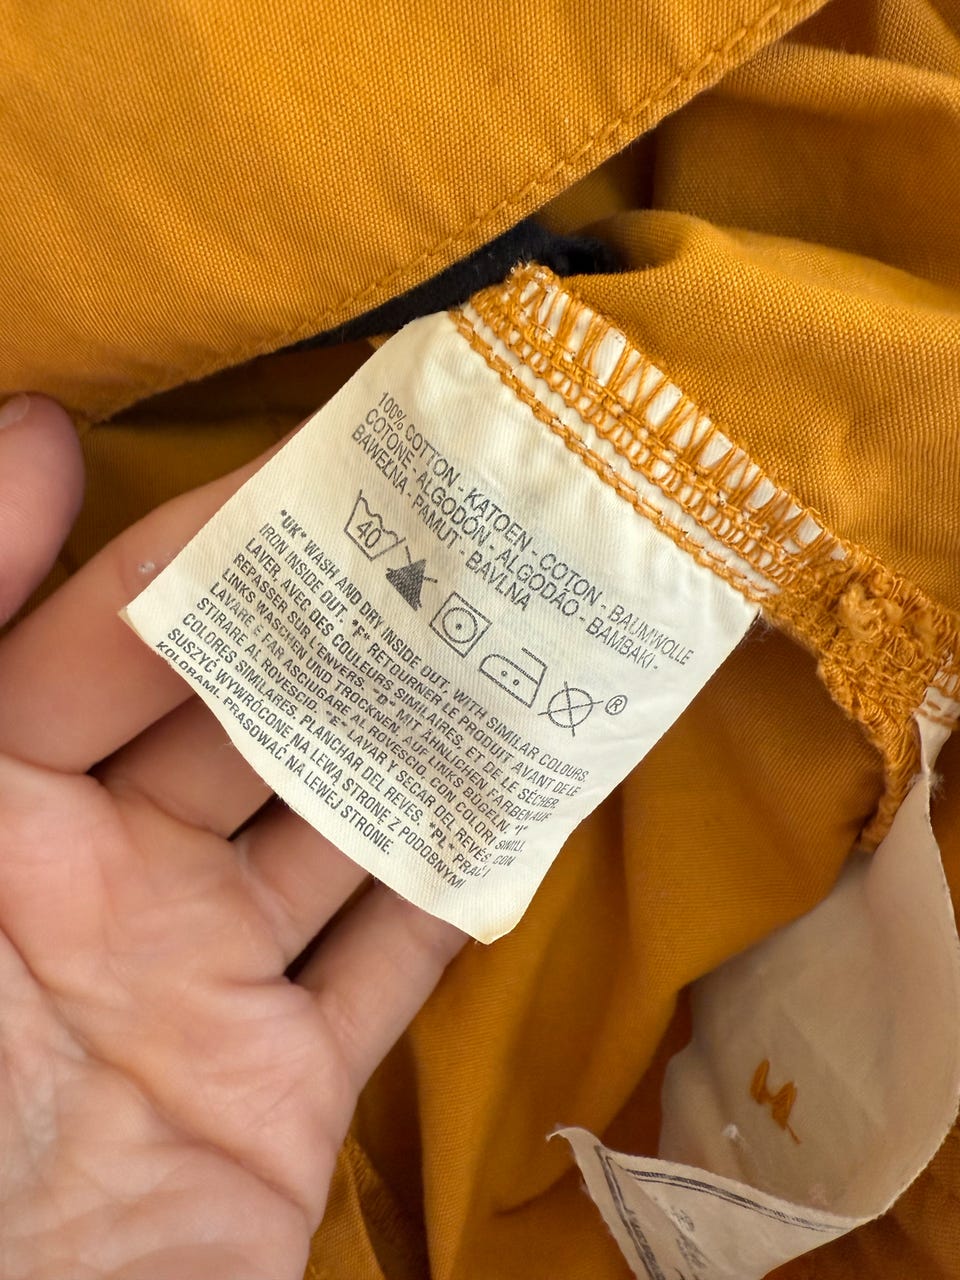 100% COTTON - KATOEN - COTON - BAUMWOLLE
COTONE - ALGODÓN - ALGODAO - BAMBAKI -
BAWEŁNA - PAMUT - BAVLNA
40
®
*UK* WASH AND DRY INSIDE OUT, WITH SIMILAR COLOURS.
IRON INSIDE OUT. *F* RETOURNER LE PRODUIT AVANT DE LE
LAVER, AVEC DES COULEURS SIMILAIRES, ET DE LE SÉCHER.
REPASSER SUR L'ENVERS. *D* MIT ÄHNLICHEN FARBEN AUF
LINKS WASCHEN UND TROCKNEN. AUF LINKS BÜGELN. *I*
LAVARE E FAR ASCIUGARE AL ROVESCIO, CON COLORI SIMILI.
STIRARE AL ROVESCIO. *E* LAVAR Y SECAR DEL REVÉS, CON
COLORES SIMILARES. PLANCHAR DEL REVÉS. *PL* PRAĆ I
SUSZYĆ WYWRÓCONE NA LEWĄ STRONĘ Z PODOBNYMI
KOLORAMI. PRASOWAĆ NA LEWEJ STRONIE.